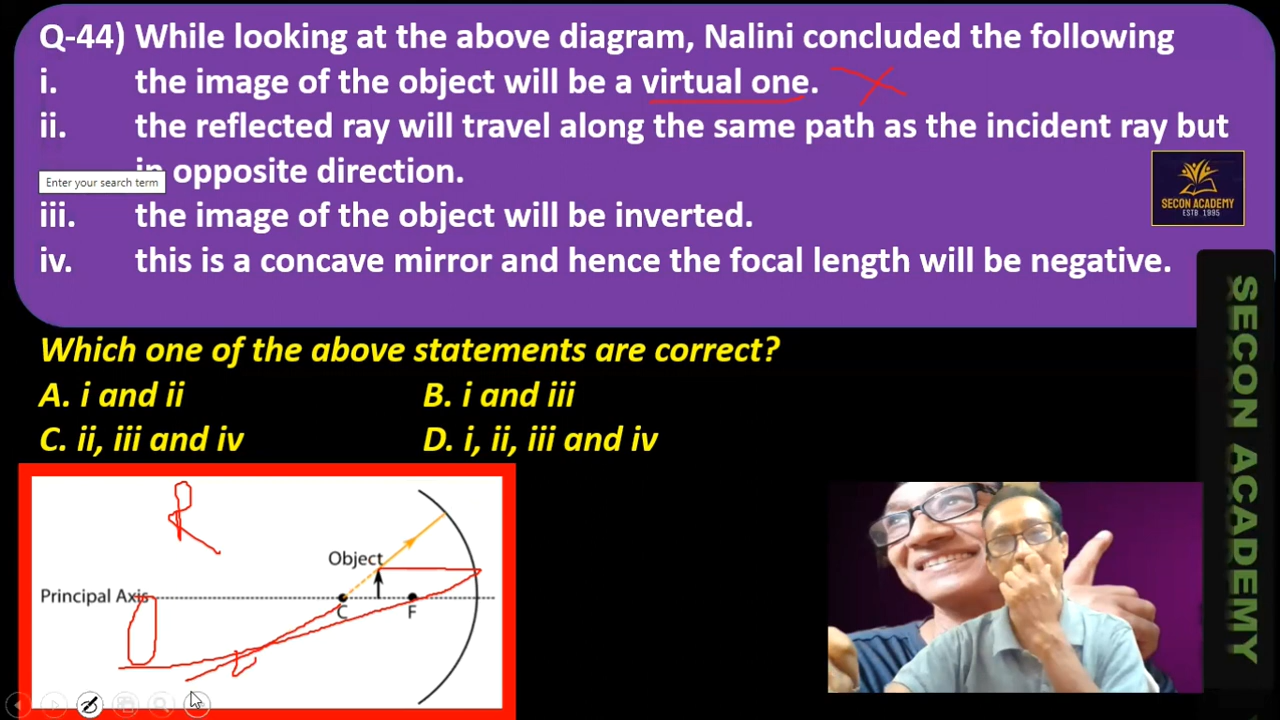 Q-44) While looking at the above diagram, Nalini concluded the following
i. the image of the object will be a virtual one.
ii. the reflected ray will travel along the same path as the incident ray but
opposite direction.
Enter your search term
iii. the image of the object will be inverted.
iv. this is a concave mirror and hence the focal length will be negative.
SECON ACADEMY
ESTB 1995
SECON ACADEMY
Which one of the above statements are correct?
A. i and ii B. i and iii
C. ii, iii and iv D. i, ii, iii and iv
Object
Principal Axis
C F